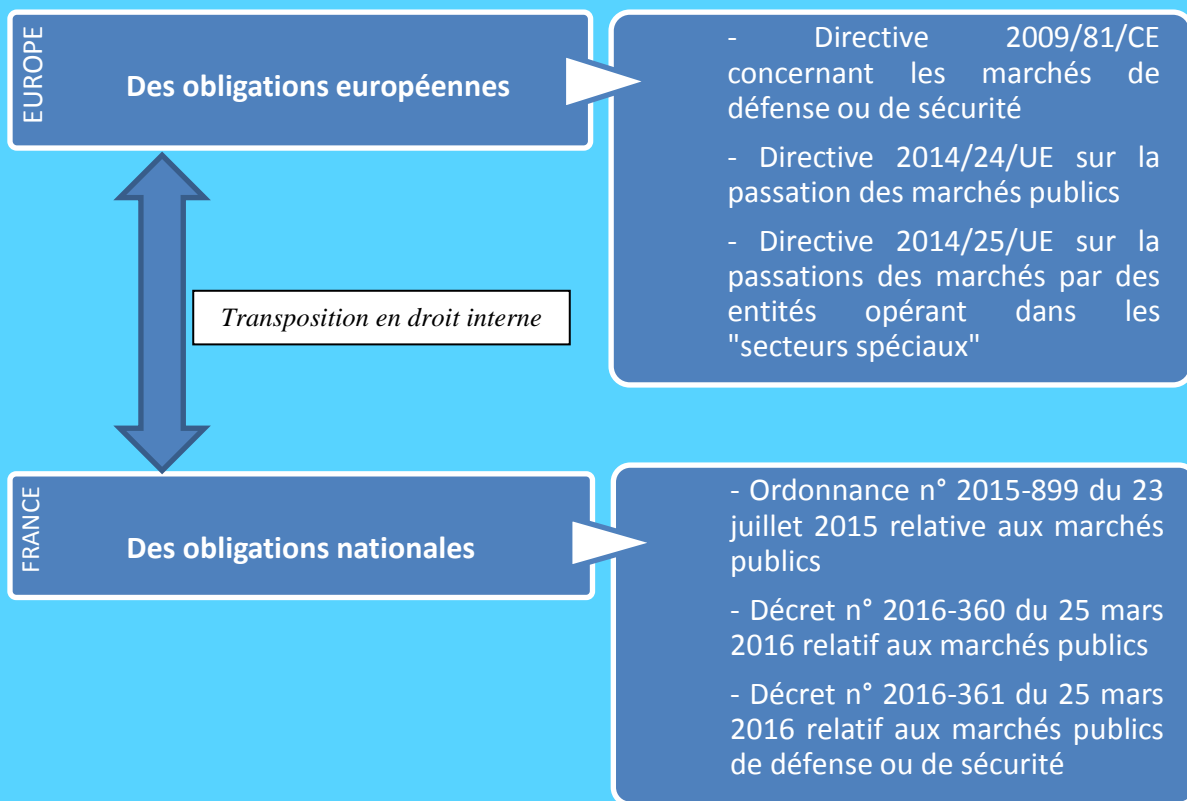 EUROPE
Des obligations européennes
- Directive 2009/81/CE
concernant les marchés de
défense ou de sécurité
- Directive 2014/24/UE sur la
passation des marchés publics
- Directive 2014/25/UE sur la
passations des marchés par des
entités opérant dans les
"secteurs spéciaux"
Transposition en droit interne
FRANCE
Des obligations nationales
- Ordonnance n° 2015-899 du 23
juillet 2015 relative aux marchés
publics
- Décret n° 2016-360 du 25 mars
2016 relatif aux marchés publics
- Décret n° 2016-361 du 25 mars
2016 relatif aux marchés publics
de défense ou de sécurité